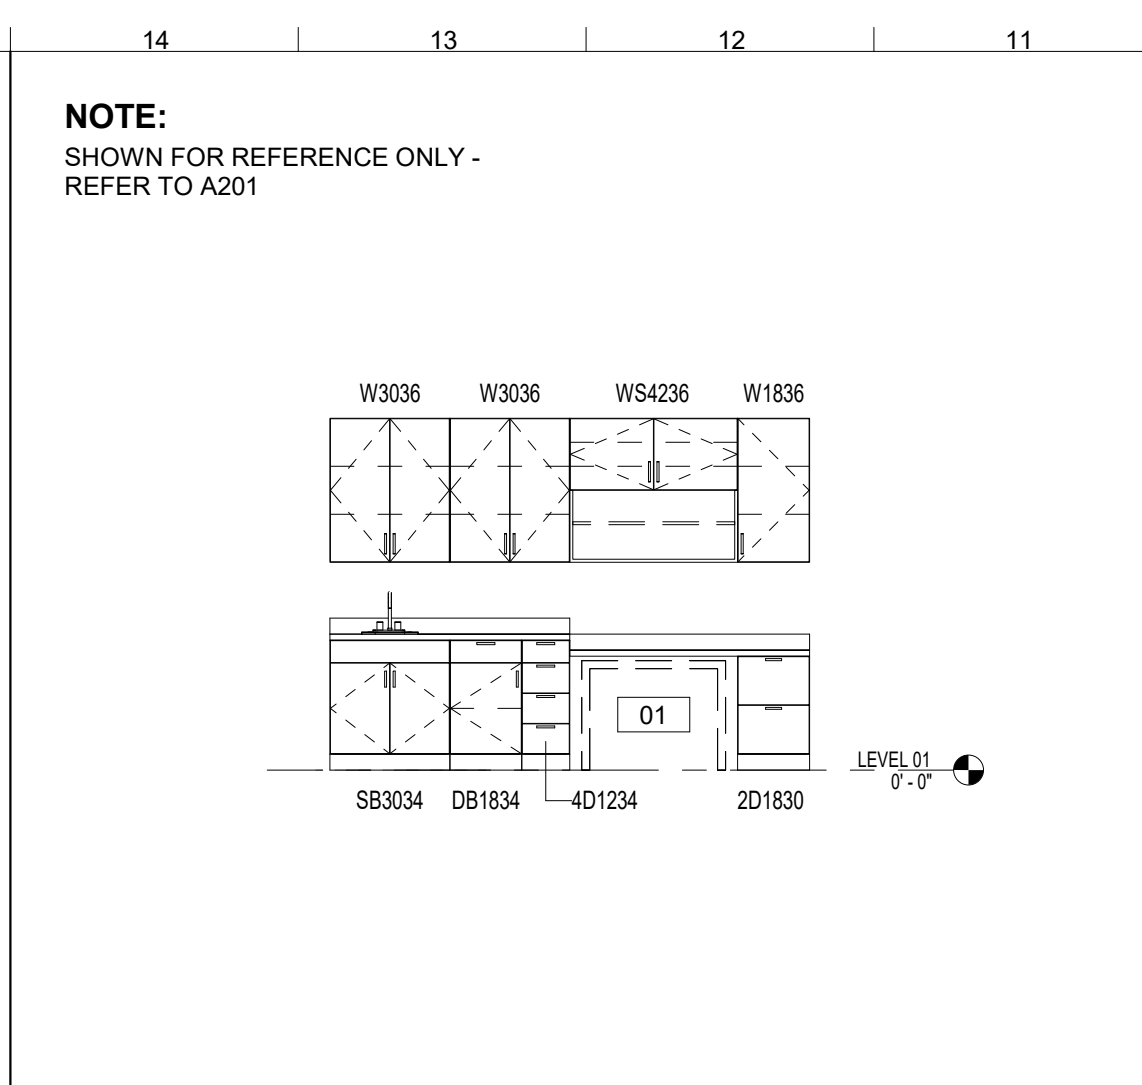 14 13 12 11
NOTE:
SHOWN FOR REFERENCE ONLY -
REFER TO A201
W3036 W3036 WS4236 W1836
01
LEVEL 01
0' - 0"
SB3034 DB1834 4D1234 2D1830